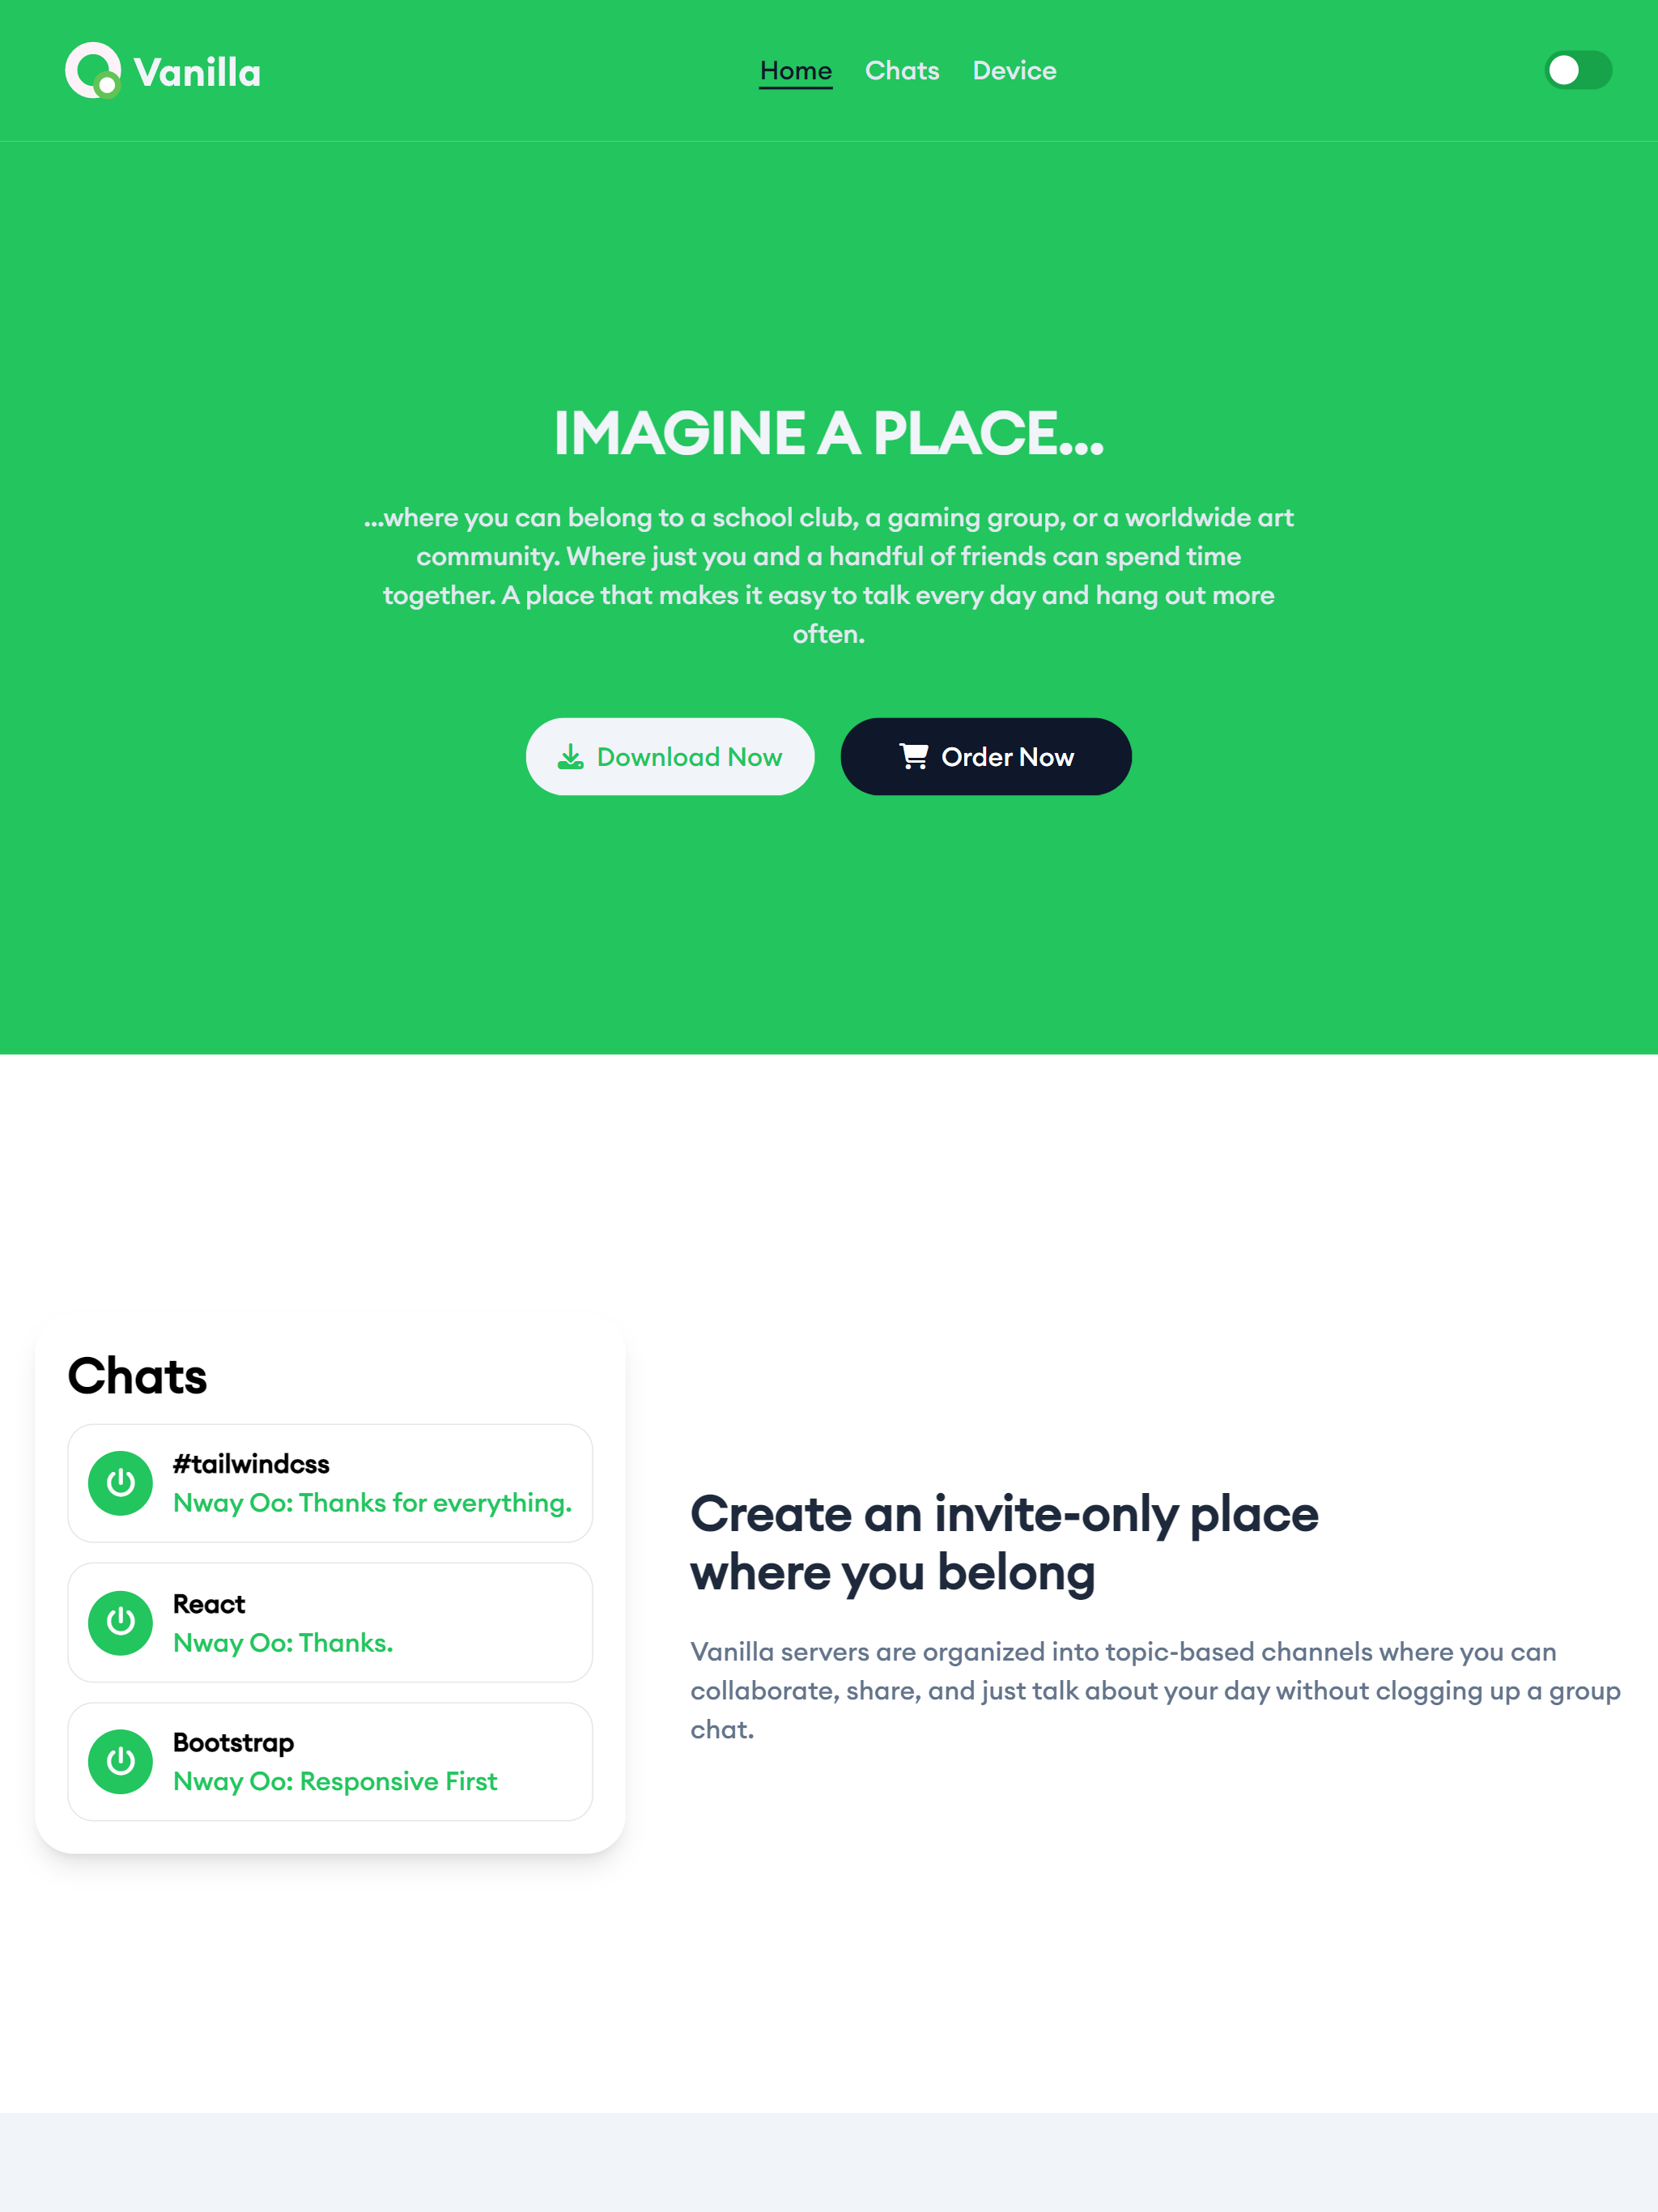 Vanilla
Home
Chats
Device
IMAGINE A PLACE...
...where you can belong to a school club, a gaming group, or a worldwide art
community. Where just you and a handful of friends can spend time
together. A place that makes it easy to talk every day and hang out more
often.
Download Now
Order Now
Chats
#tailwindcss
Nway Oo: Thanks for everything.
React
Nway Oo: Thanks.
Bootstrap
Nway Oo: Responsive First
Create an invite-only place
where you belong
Vanilla servers are organized into topic-based channels where you can
collaborate, share, and just talk about your day without clogging up a group
chat.